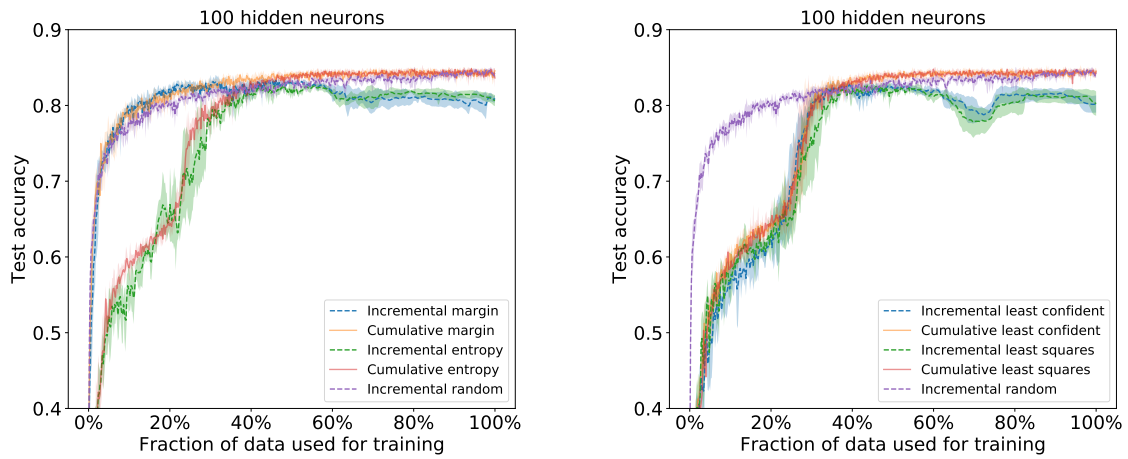 100 hidden neurons
0.9
0.8
0.7
0.6
0.5
0.4
Test accuracy
Incremental margin
Cumulative margin
Incremental entropy
Cumulative entropy
Incremental random
0% 20% 40% 60% 80% 100%
Fraction of data used for training
100 hidden neurons
0.9
0.8
0.7
0.6
0.5
0.4
Test accuracy
Incremental least confident
Cumulative least confident
Incremental least squares
Cumulative least squares
Incremental random
0% 20% 40% 60% 80% 100%
Fraction of data used for training